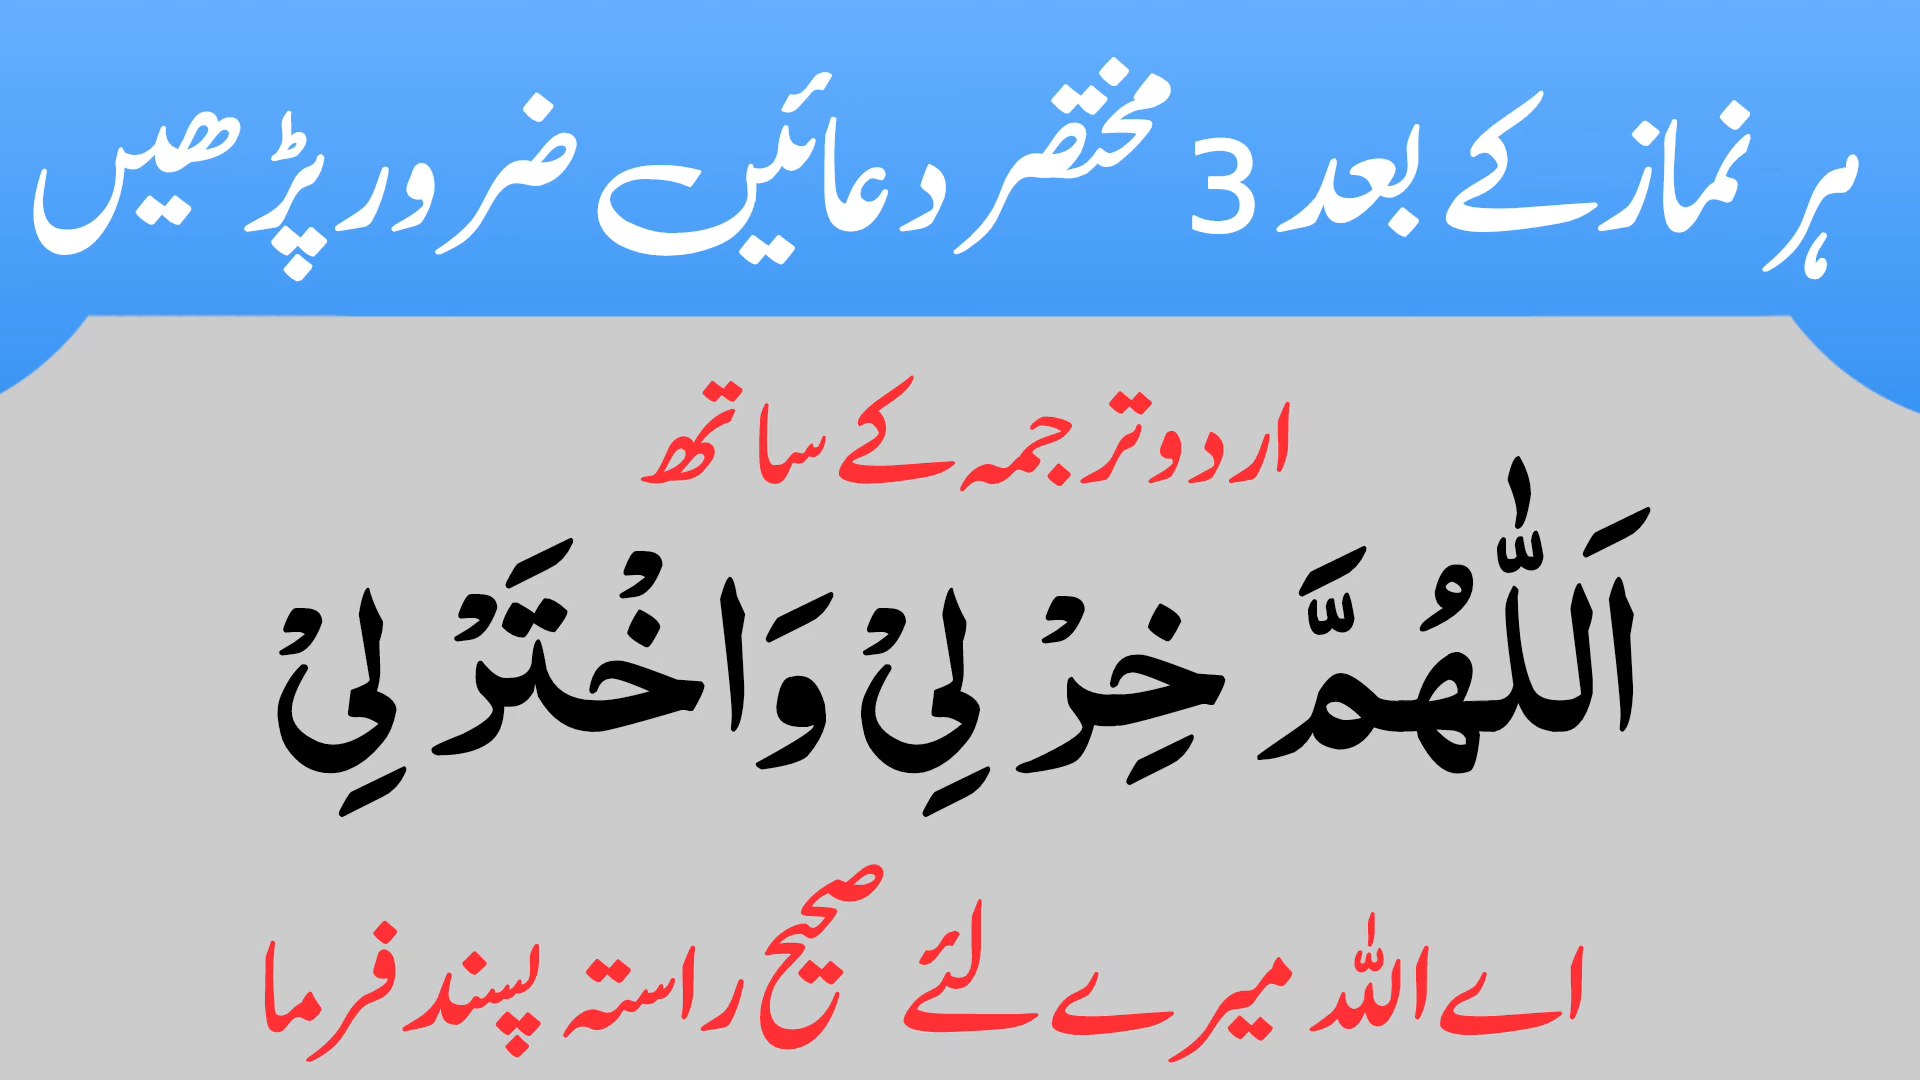 ہر نماز کے بعد 3 مختصر دعائیں ضرور پڑھیں
اردو ترجمہ کے ساتھ
اَللّٰهُمَّ خِرْ لِيْ وَاخْتَرْ لِيْ
اے اللہ میرے لئے صحیح راستہ پسند فرما